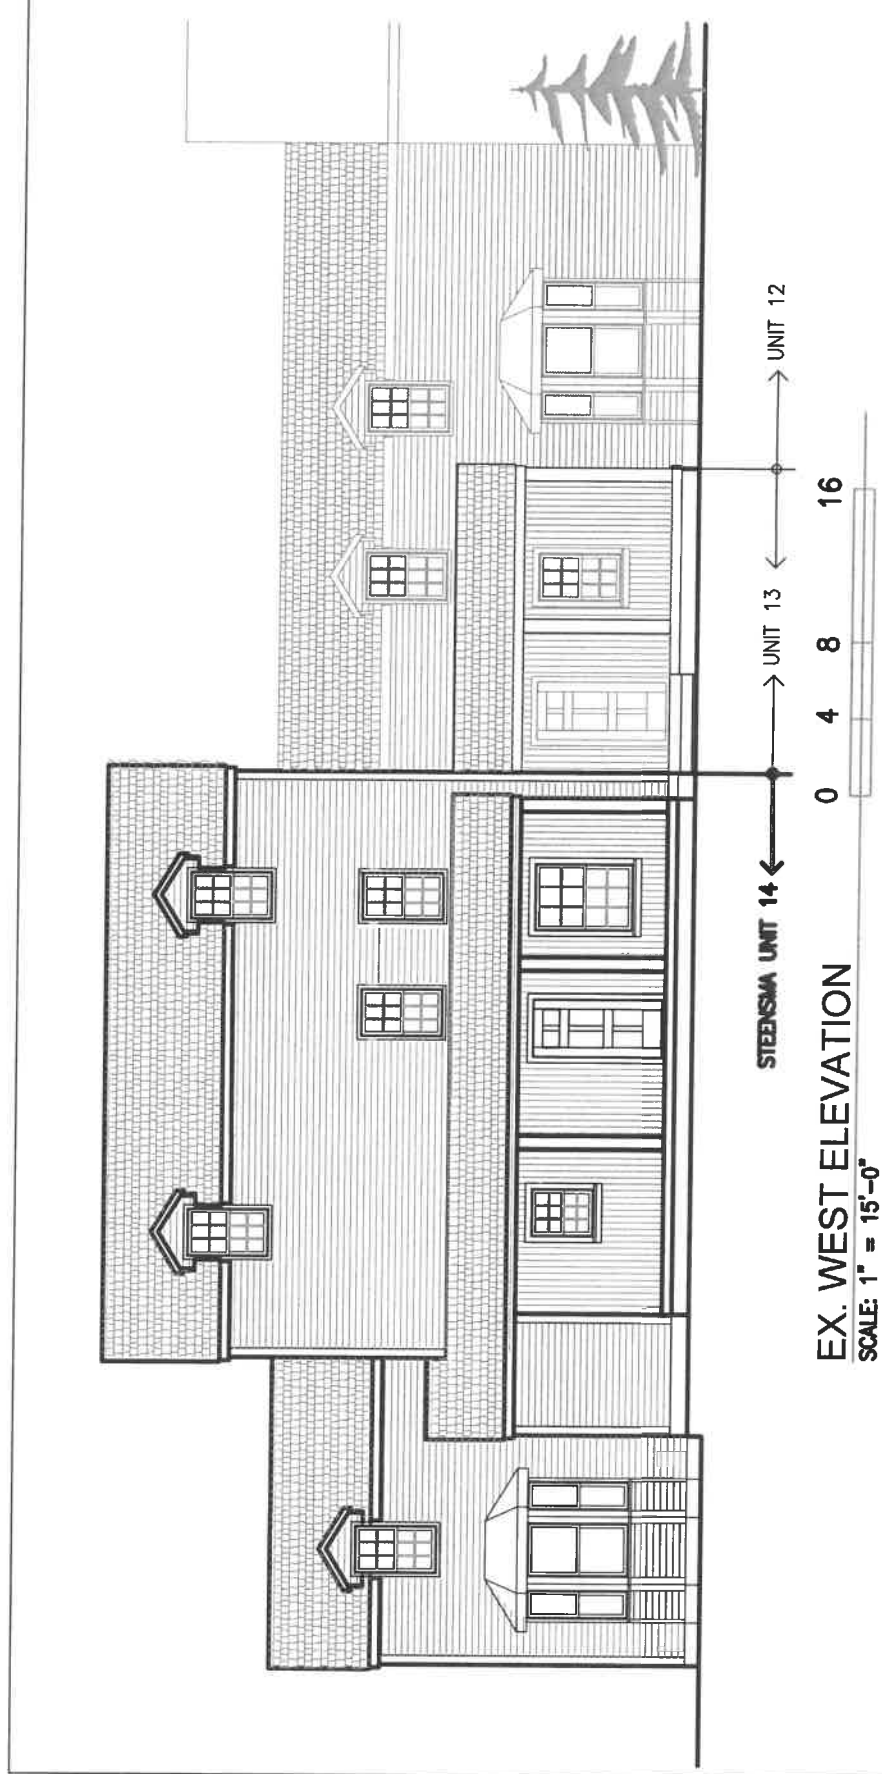 STEENSMA UNIT 14
UNIT 13
UNIT 12
0 4 8 16
EX. WEST ELEVATION
SCALE: 1" = 15'-0"